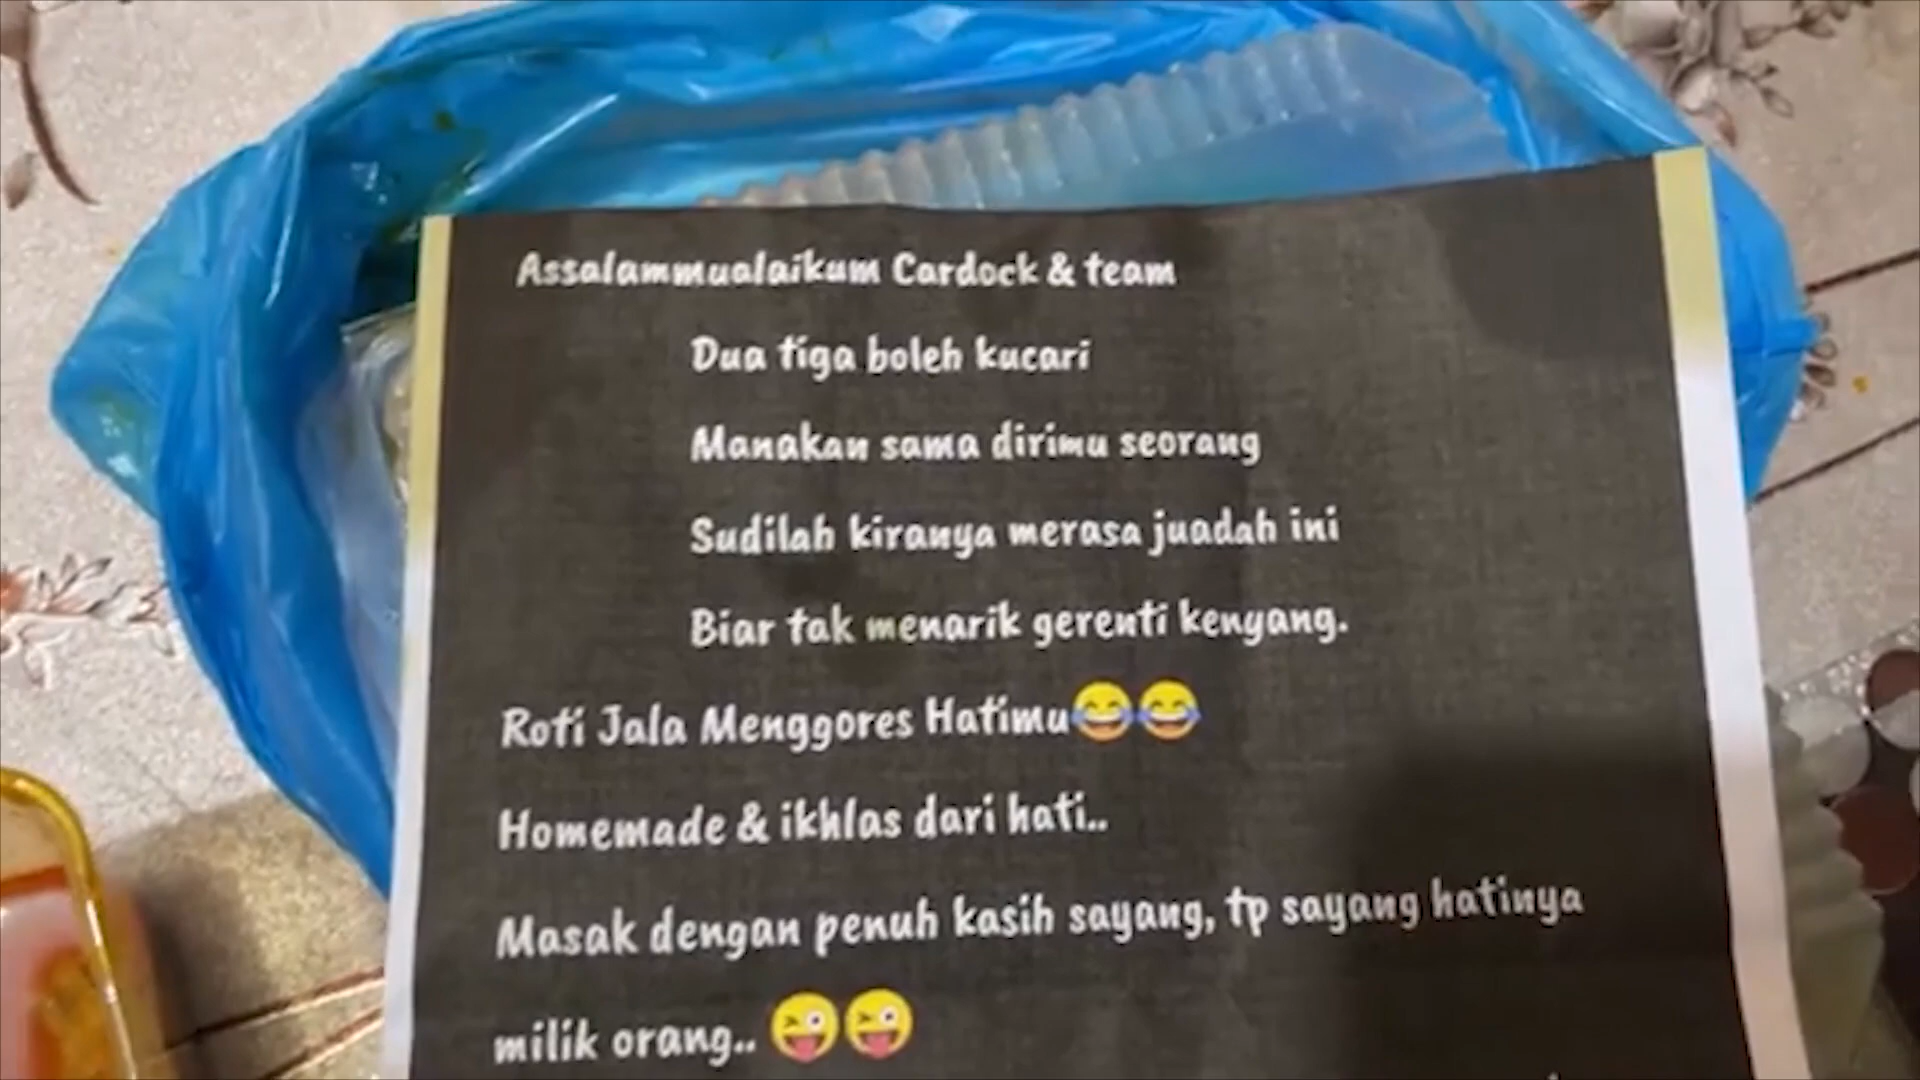 Assalammualaikum Cardock & team
Dua tiga boleh kucari
Manakan sama dirimu seorang
Sudilah kiranya merasa juadah ini
Biar tak menarik gerenti kenyang.
Roti Jala Menggores Hatimu😂😂
Homemade & ikhlas dari hati..
Masak dengan penuh kasih sayang, tp sayang hatinya
milik orang.. 😜😜